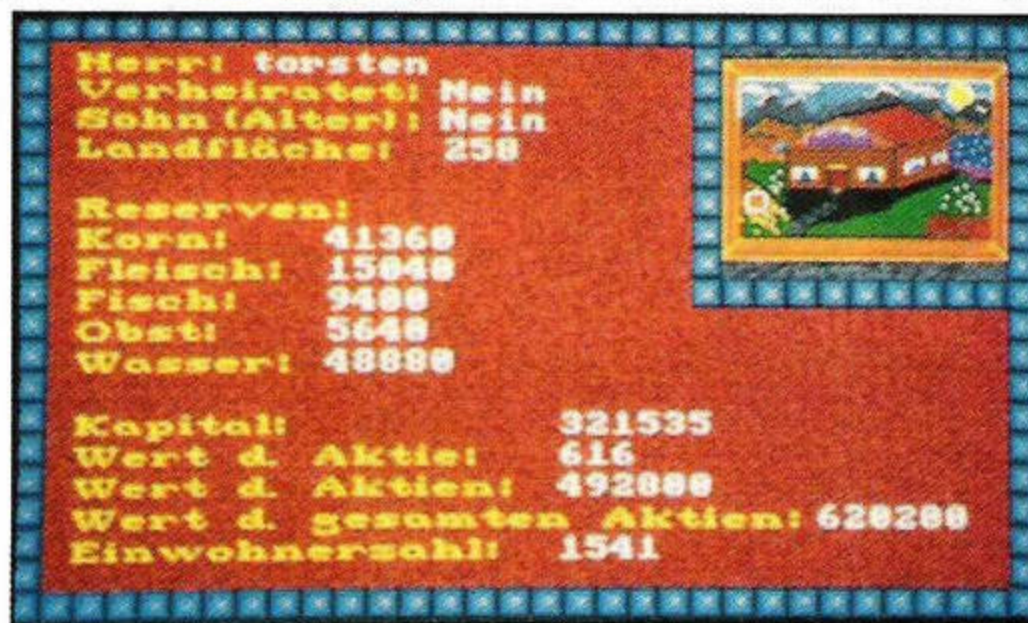 Herr: torsten
Verheiratet: Nein
Sohn (Alter): Nein
Landfläche: 250
Reserven:
Korn: 41360
Fleisch: 15040
Fisch: 9400
Obst: 5640
Wasser: 48880
Kapital: 321535
Wert d. Aktie: 616
Wert d. Aktien: 492800
Wert d. gesamten Aktien: 620200
Einwohnerzahl: 1541